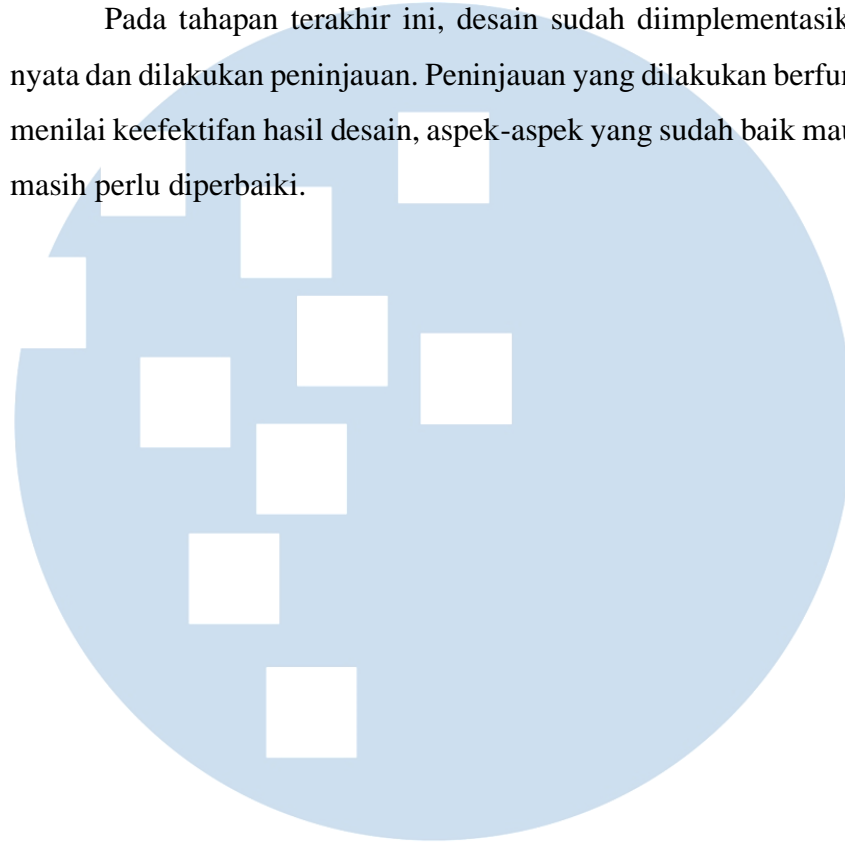 Pada tahapan terakhir ini, desain sudah diimplementasik
nyata dan dilakukan peninjauan. Peninjauan yang dilakukan berfu
menilai keefektifan hasil desain, aspek-aspek yang sudah baik mau
masih perlu diperbaiki.